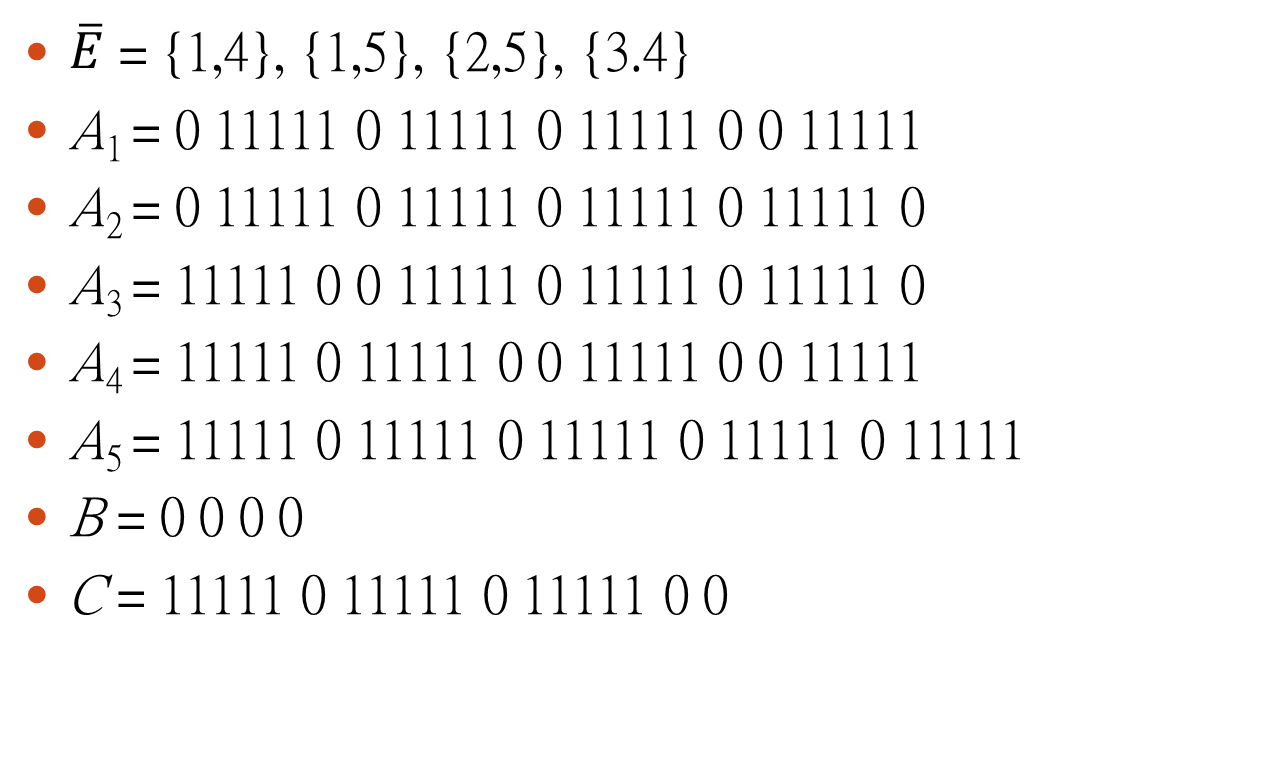 • E̅ = {1,4}, {1,5}, {2,5}, {3.4}
• A₁ = 0 11111 0 11111 0 11111 0 0 11111
• A₂ = 0 11111 0 11111 0 11111 0 11111 0
• A₃ = 11111 0 0 11111 0 11111 0 11111 0
• A₄ = 11111 0 11111 0 0 11111 0 0 11111
• A₅ = 11111 0 11111 0 11111 0 11111 0 11111
• B = 0 0 0 0
• C = 11111 0 11111 0 11111 0 0